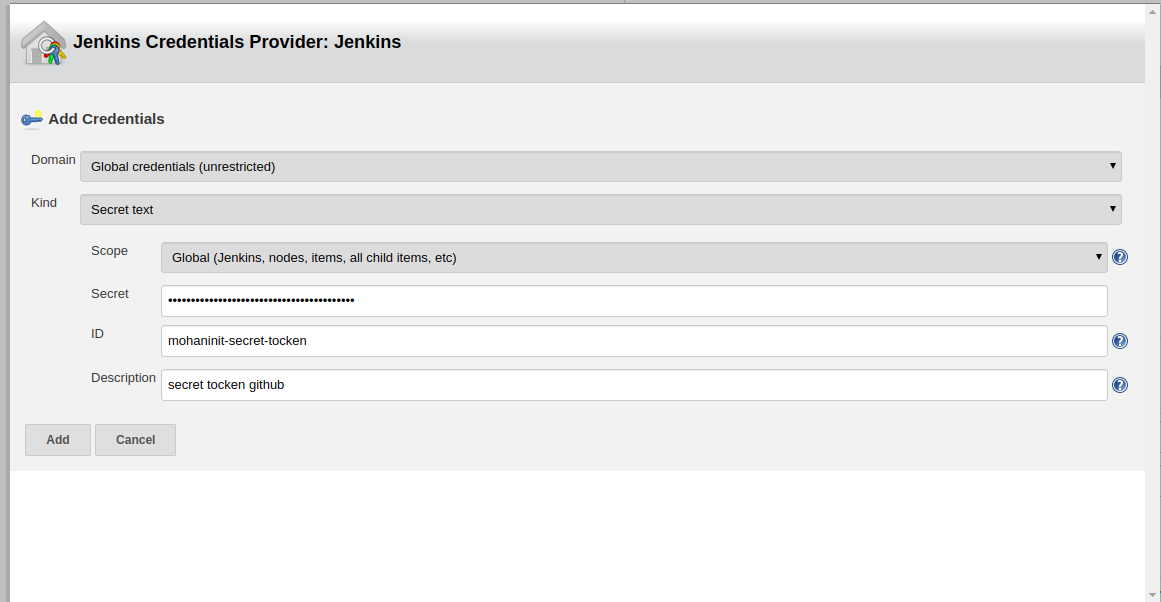 Jenkins Credentials Provider: Jenkins
Add Credentials
Domain
Global credentials (unrestricted)
Kind
Secret text
Scope
Global (Jenkins, nodes, items, all child items, etc)
Secret
••••••••••••••••••••••••••••••••••••••••
ID
mohaninit-secret-tocken
Description
secret tocken github
Add Cancel